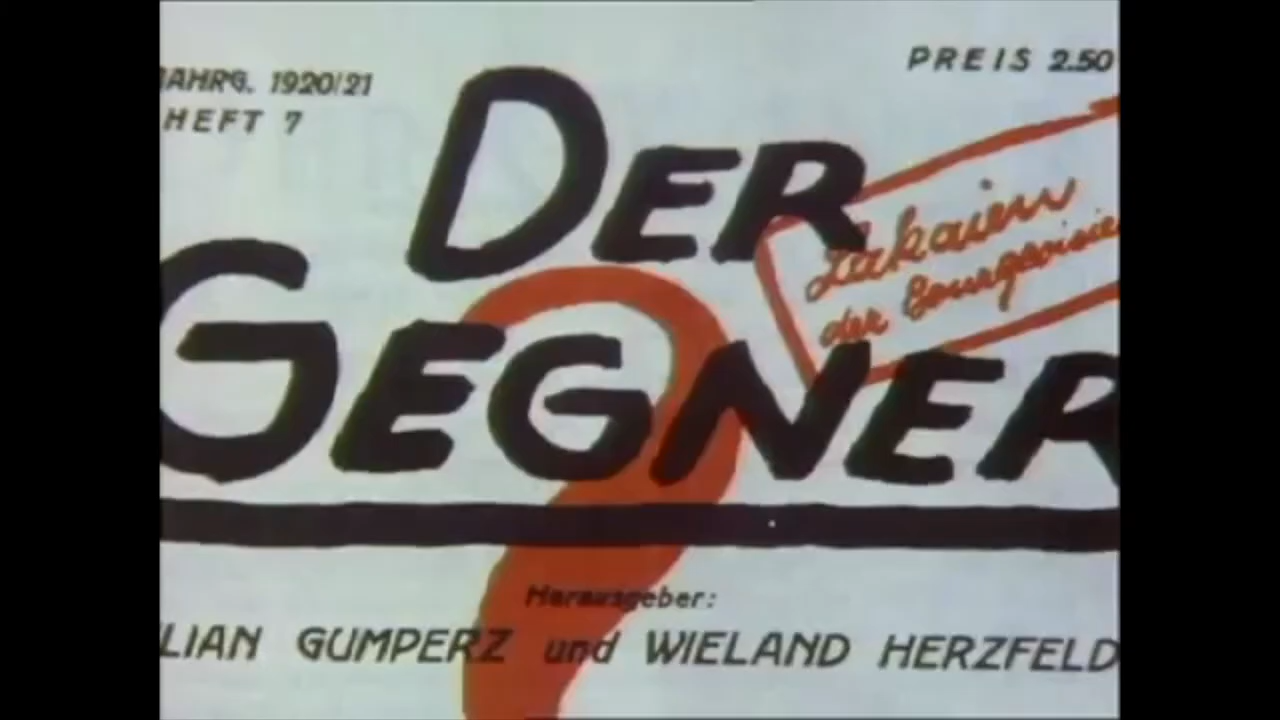 JAHRG. 1920/21
HEFT 7
PREIS 2.50
DER
GEGNER
Lakaien
der Bourgeoisie
Herausgeber:
LIAN GUMPERZ und WIELAND HERZFELD